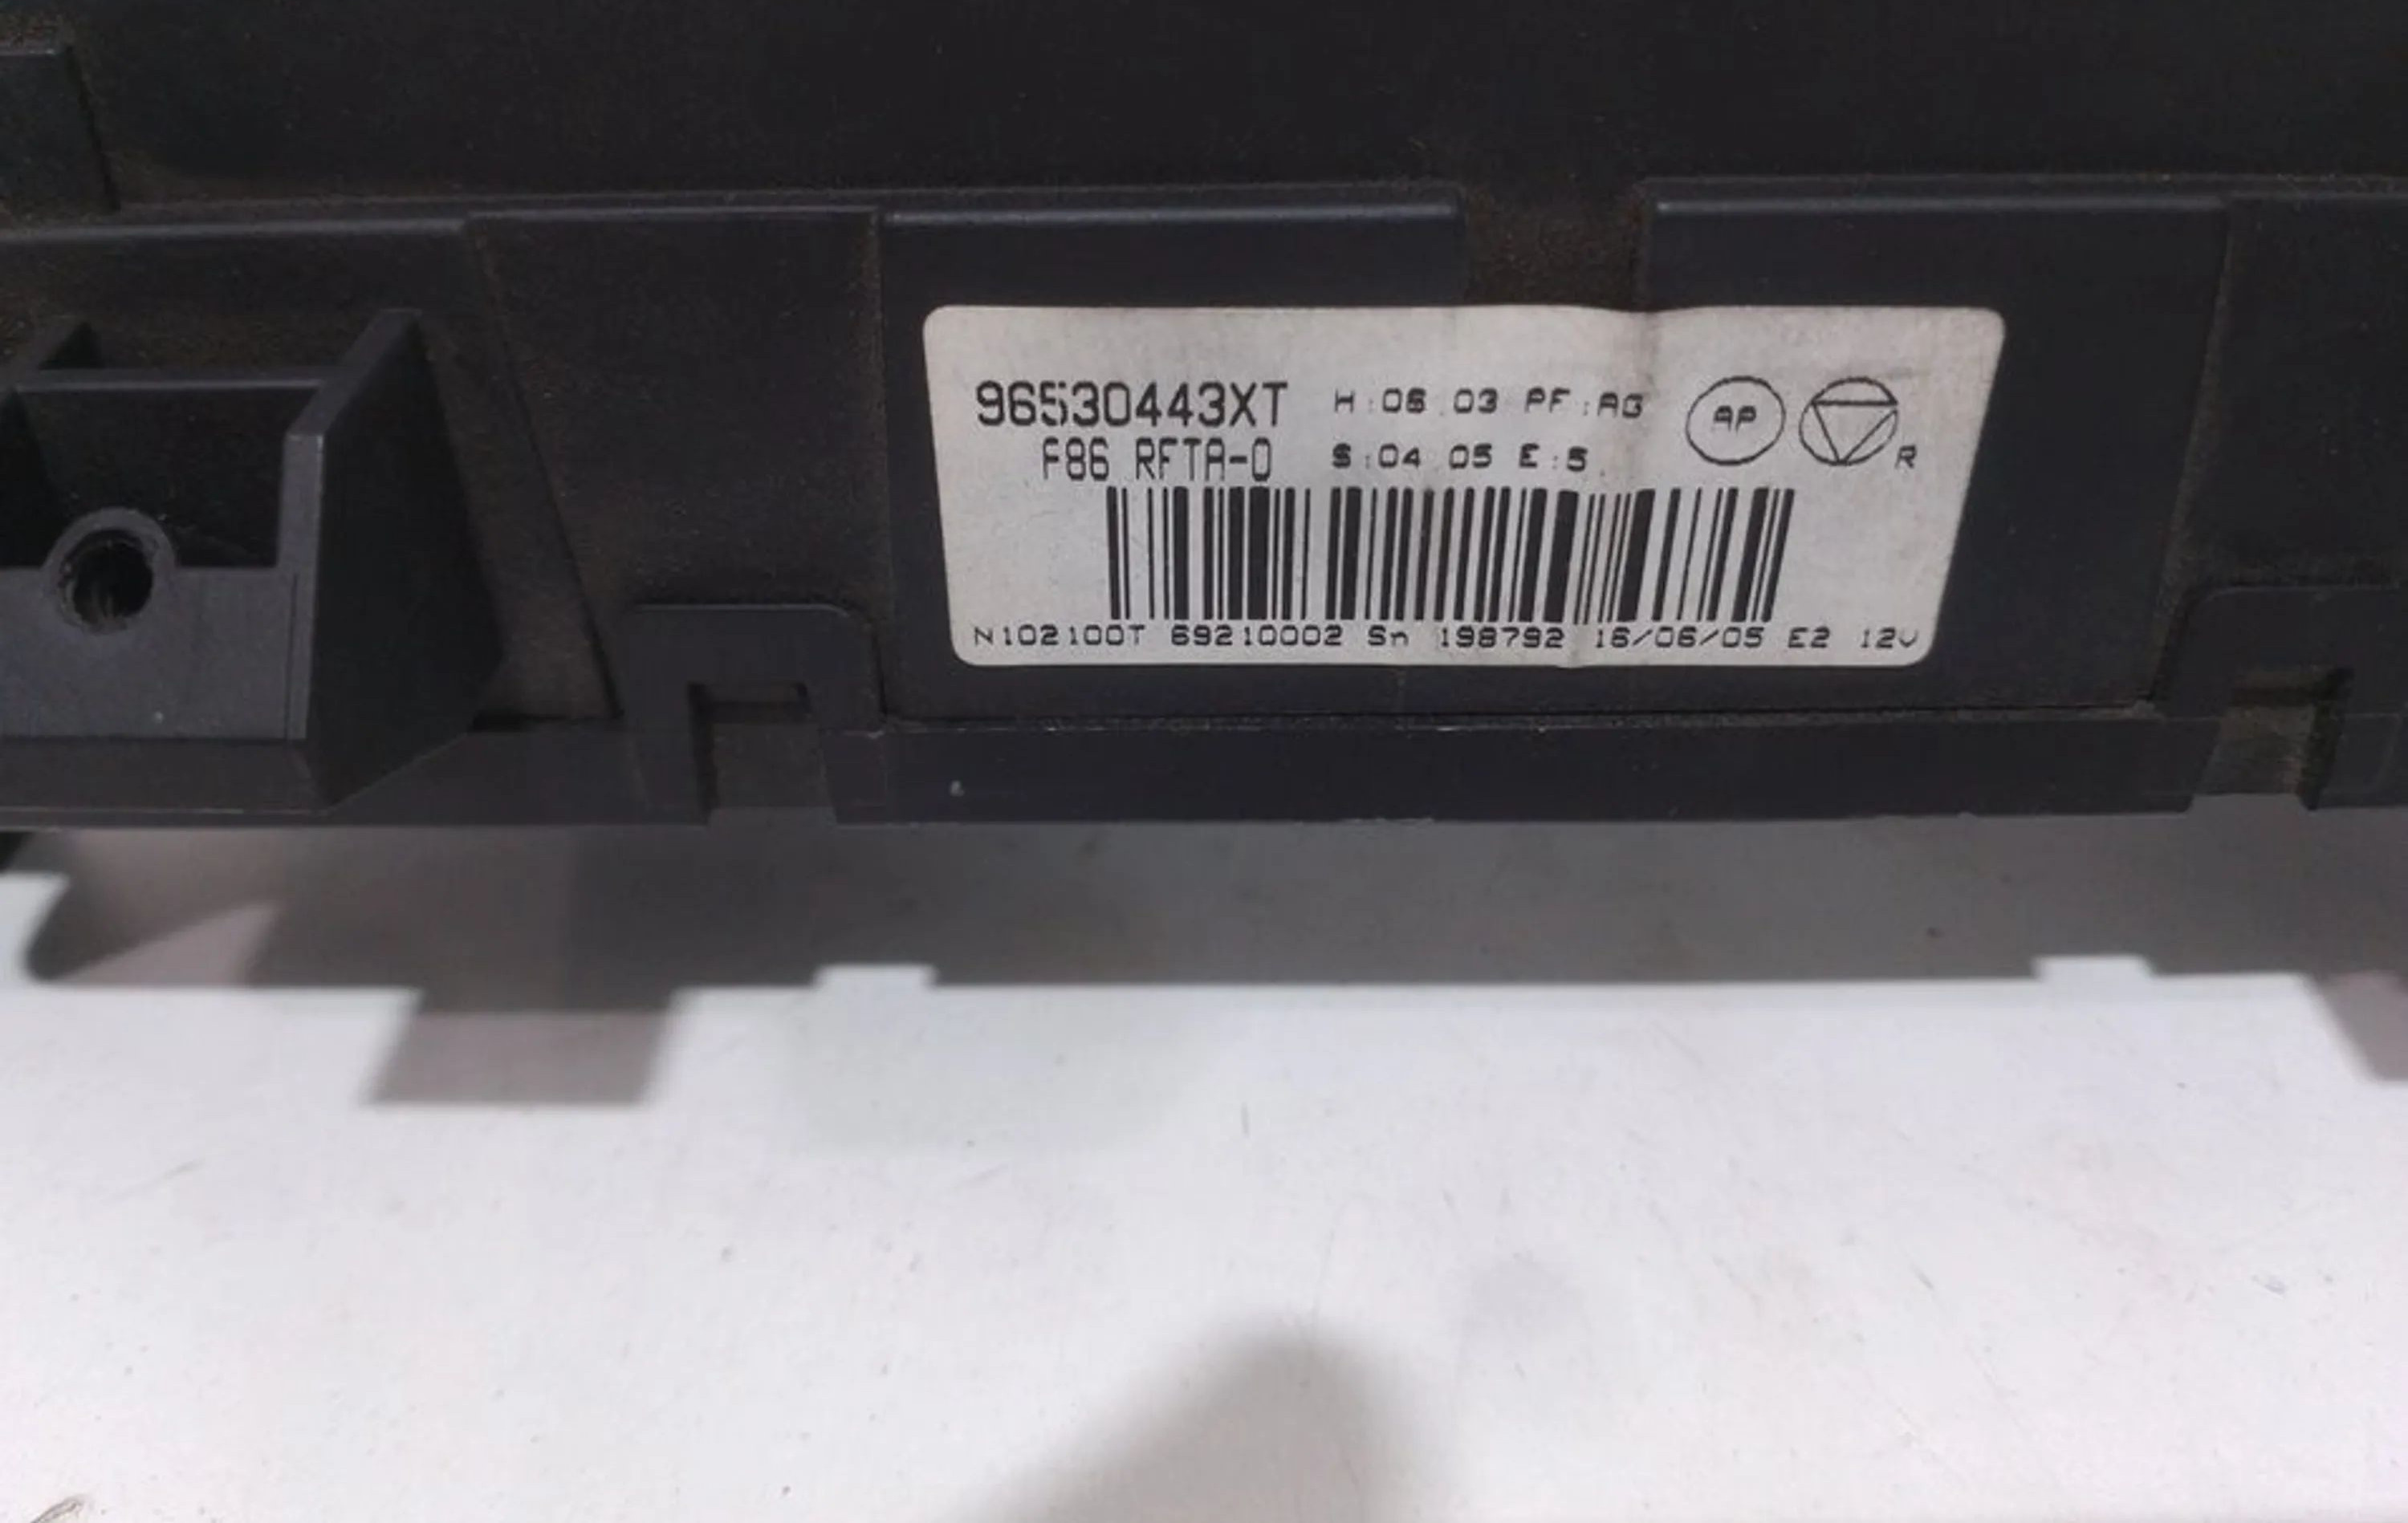 96530443XT H:06.03 PF:AG AP R
F86 RFTA-0 S:04.05 E:5
N102100T 69210002 Sn 198792 16/06/05 E2 12V